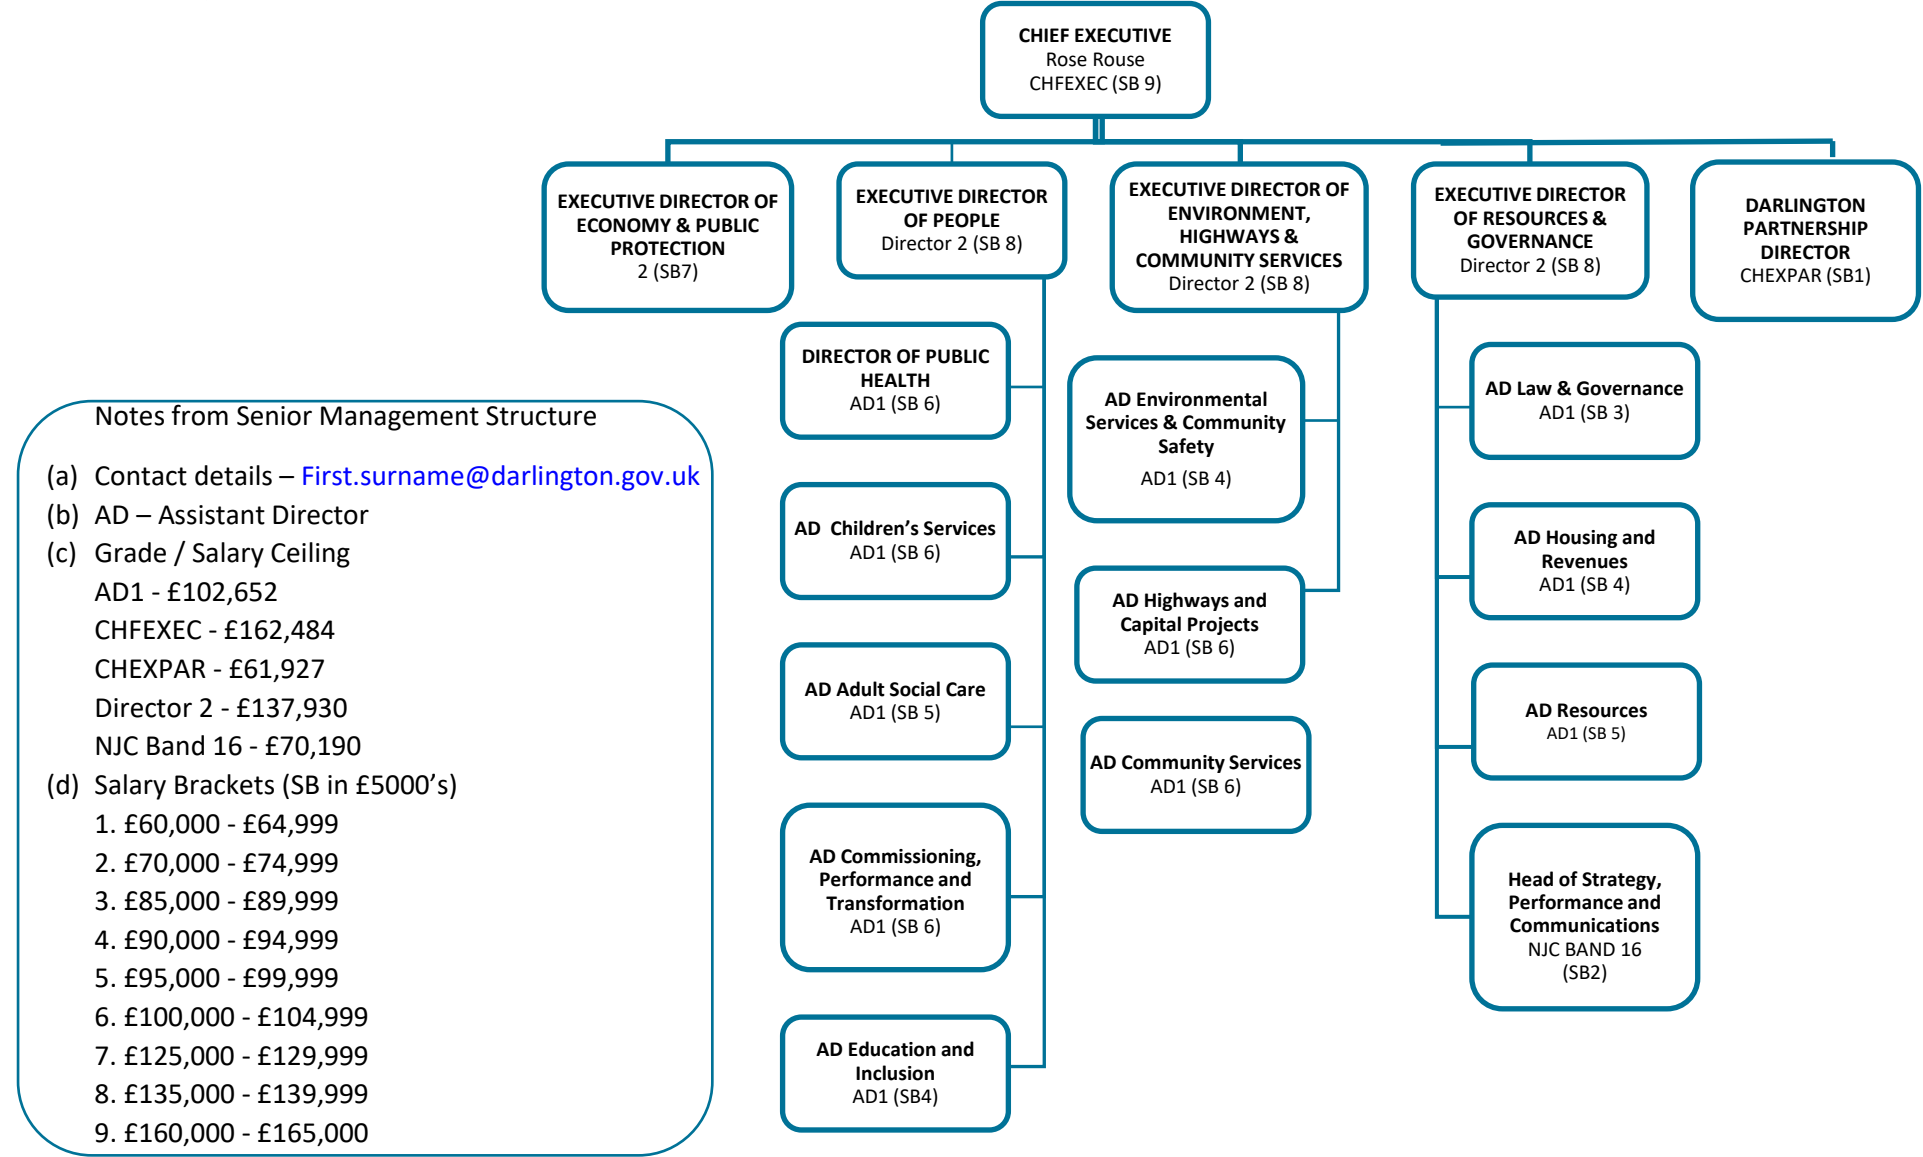 CHIEF EXECUTIVE
Rose Rouse
CHFEXEC (SB 9)
EXECUTIVE DIRECTOR OF
ECONOMY & PUBLIC
PROTECTION
2 (SB7)
EXECUTIVE DIRECTOR
OF PEOPLE
Director 2 (SB 8)
EXECUTIVE DIRECTOR OF
ENVIRONMENT,
HIGHWAYS &
COMMUNITY SERVICES
Director 2 (SB 8)
EXECUTIVE DIRECTOR
OF RESOURCES &
GOVERNANCE
Director 2 (SB 8)
DARLINGTON
PARTNERSHIP
DIRECTOR
CHEXPAR (SB1)
DIRECTOR OF PUBLIC
HEALTH
AD1 (SB 6)
AD  Children’s Services
AD1 (SB 6)
AD Adult Social Care
AD1 (SB 5)
AD Commissioning,
Performance and
Transformation
AD1 (SB 6)
AD Education and
Inclusion
AD1 (SB4)
AD Environmental
Services & Community
Safety
AD1 (SB 4)
AD Highways and
Capital Projects
AD1 (SB 6)
AD Community Services
AD1 (SB 6)
AD Law & Governance
AD1 (SB 3)
AD Housing and
Revenues
AD1 (SB 4)
AD Resources
AD1 (SB 5)
Head of Strategy,
Performance and
Communications
NJC BAND 16
(SB2)
Notes from Senior Management Structure
(a) Contact details – First.surname@darlington.gov.uk
(b) AD – Assistant Director
(c) Grade / Salary Ceiling
AD1 - £102,652
CHFEXEC - £162,484
CHEXPAR - £61,927
Director 2 - £137,930
NJC Band 16 - £70,190
(d) Salary Brackets (SB in £5000’s)
1. £60,000 - £64,999
2. £70,000 - £74,999
3. £85,000 - £89,999
4. £90,000 - £94,999
5. £95,000 - £99,999
6. £100,000 - £104,999
7. £125,000 - £129,999
8. £135,000 - £139,999
9. £160,000 - £165,000